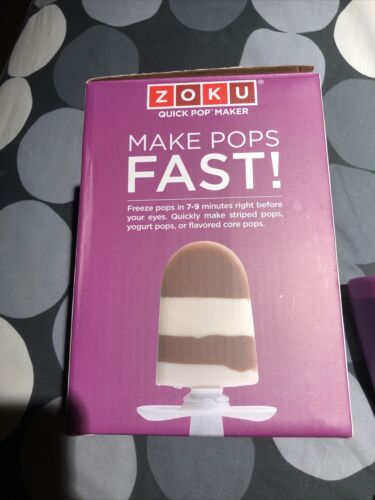 ZOKU®
QUICK POP™ MAKER
MAKE POPS
FAST!
Freeze pops in 7-9 minutes right before
your eyes. Quickly make striped pops,
yogurt pops, or flavored core pops.